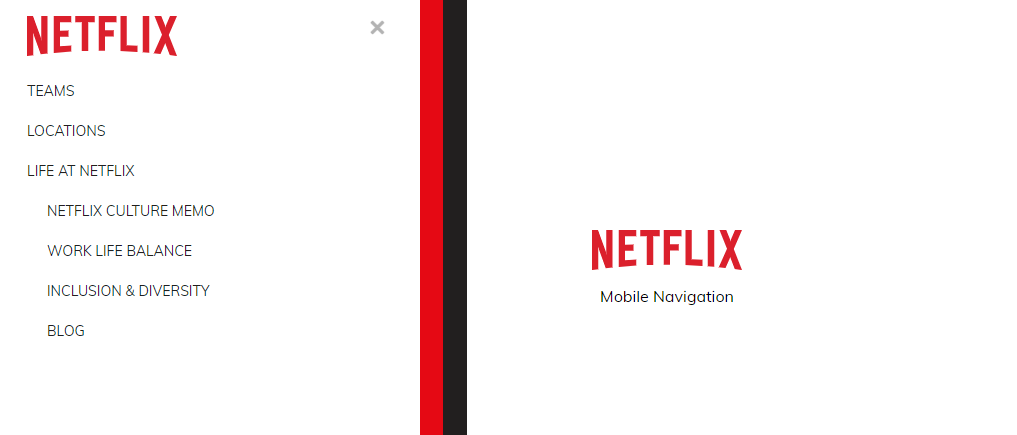 NETFLIX
TEAMS
LOCATIONS
LIFE AT NETFLIX
NETFLIX CULTURE MEMO
WORK LIFE BALANCE
INCLUSION & DIVERSITY
BLOG
NETFLIX
Mobile Navigation